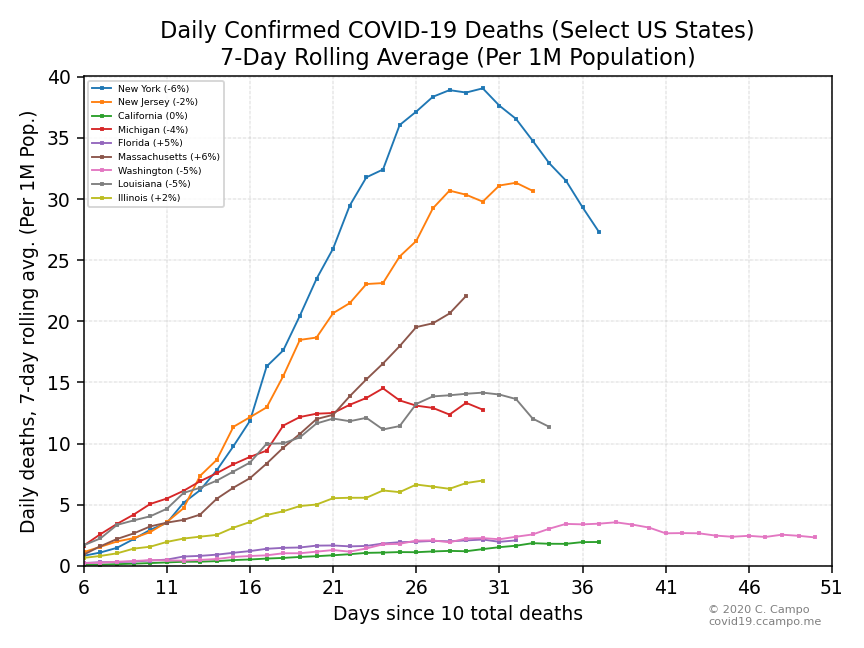 Daily Confirmed COVID-19 Deaths (Select US States)
7-Day Rolling Average (Per 1M Population)
Daily deaths, 7-day rolling avg. (Per 1M Pop.)
40
35
30
25
20
15
10
5
0
New York (-6%)
New Jersey (-2%)
California (0%)
Michigan (-4%)
Florida (+5%)
Massachusetts (+6%)
Washington (-5%)
Louisiana (-5%)
Illinois (+2%)
6 11 16 21 26 31 36 41 46 51
Days since 10 total deaths
© 2020 C. Campo
covid19.ccampo.me